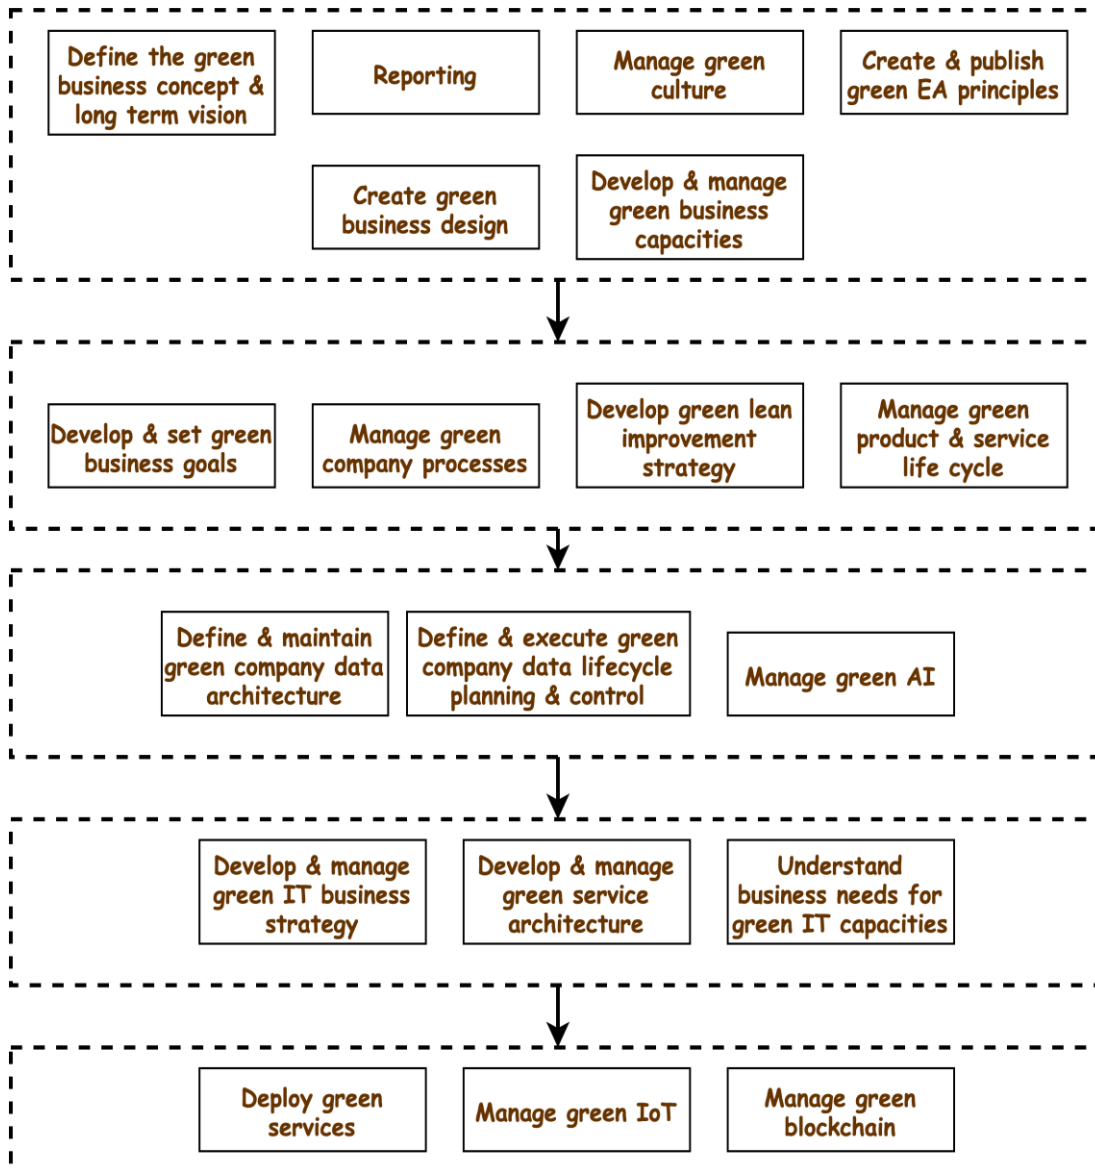 Define the green
business concept &
long term vision
Reporting
Manage green
culture
Create & publish
green EA principles
Create green
business design
Develop & manage
green business
capacities
Develop & set green
business goals
Manage green
company processes
Develop green lean
improvement
strategy
Manage green
product & service
life cycle
Define & maintain
green company data
architecture
Define & execute green
company data lifecycle
planning & control
Manage green AI
Develop & manage
green IT business
strategy
Develop & manage
green service
architecture
Understand
business needs for
green IT capacities
Deploy green
services
Manage green IoT
Manage green
blockchain